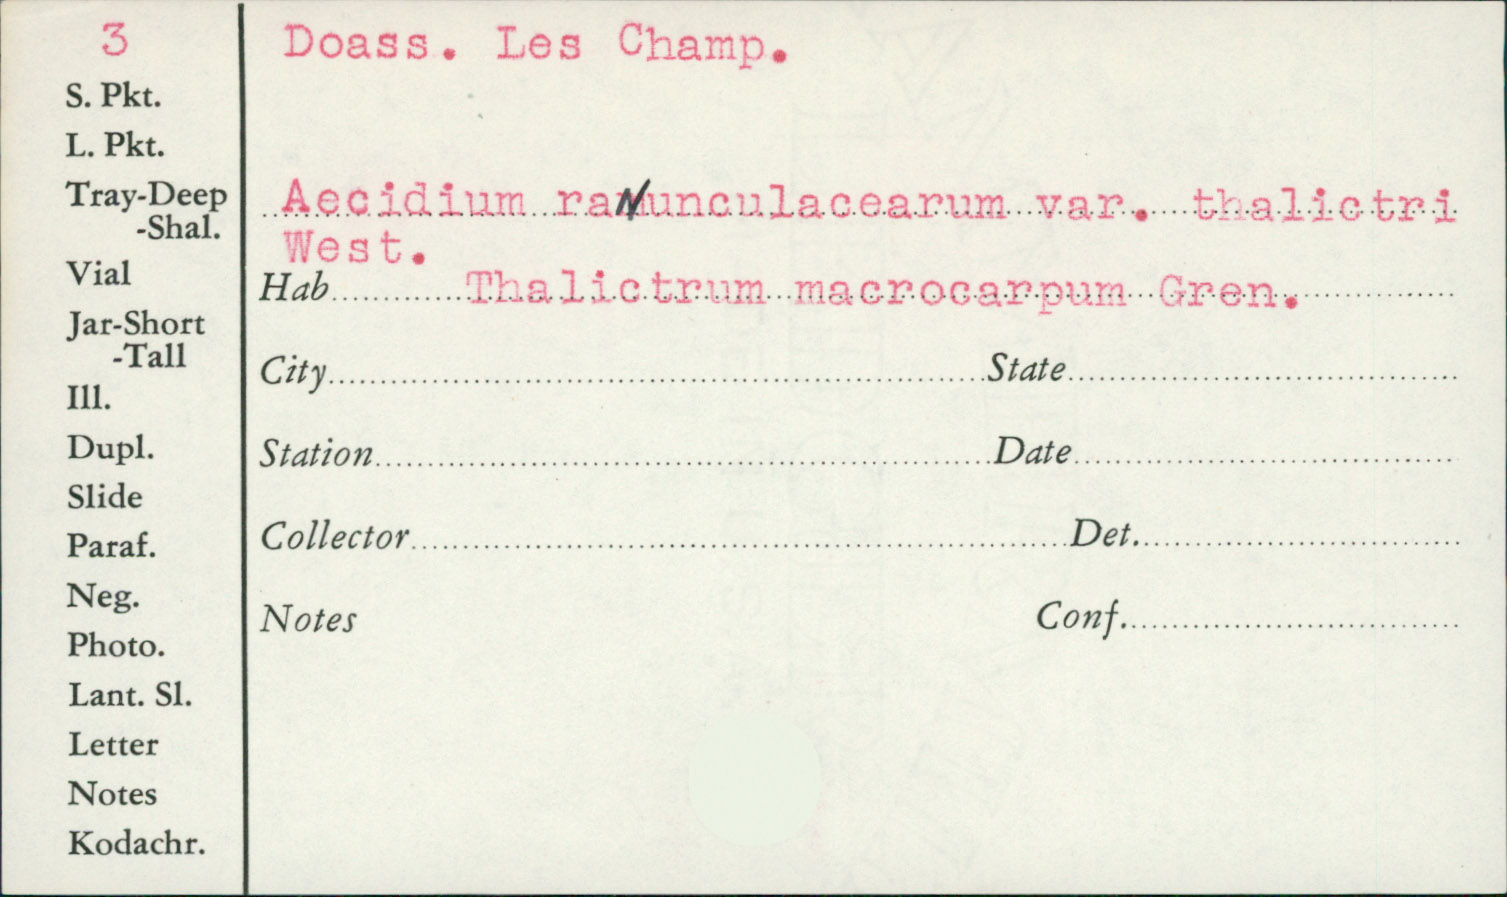 3
Doass. Les Champ.
S. Pkt.
L. Pkt.
Tray-Deep
-Shal.
Vial
Jar-Short
-Tall
Ill.
Dupl.
Slide
Paraf.
Neg.
Photo.
Lant. Sl.
Letter
Notes
Kodachr.
Aecidium raNunculacearum var. thalictri
West.
Hab Thalictrum macrocarpum Gren.
City State
Station Date
Collector Det.
Notes Conf.